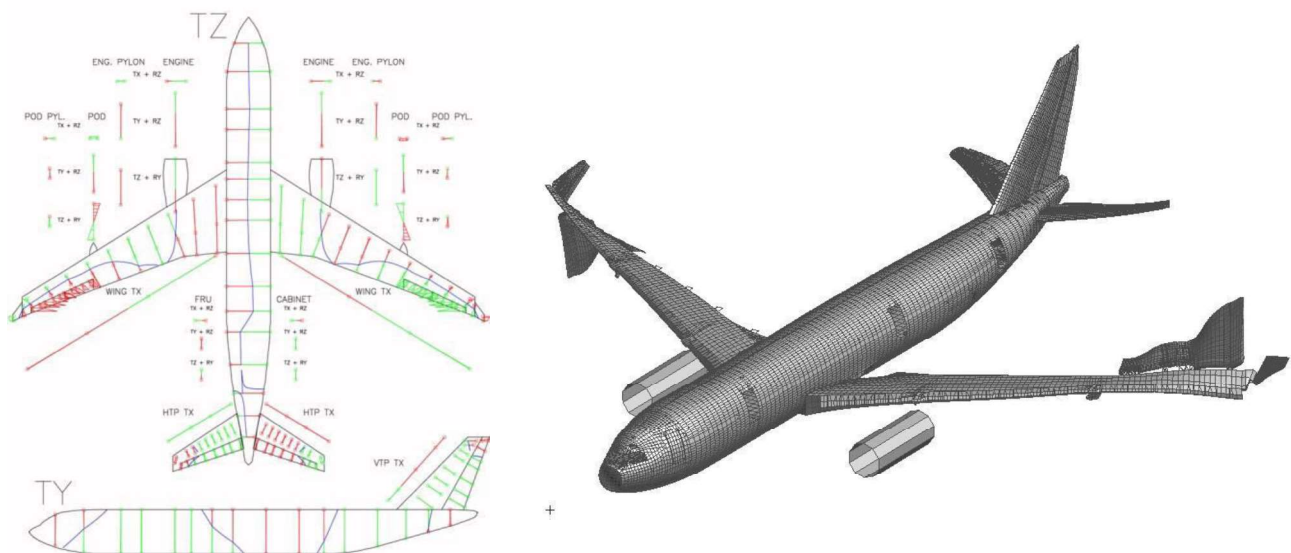 TZ
ENG. PYLON ENGINE ENGINE ENG. PYLON
TX + RZ TX + RZ
POD PYL. POD TY + RZ TY + RZ POD POD PYL.
TX + RZ TX + RZ
TY + RZ TZ + RY TZ + RY TY + RZ
TZ + RY TZ + RY
WING TX WING TX
FRU CABINET
TX + RZ TX + RZ
TY + RZ TY + RZ
TZ + RY TZ + RY
HTP TX HTP TX
VTP TX
TY